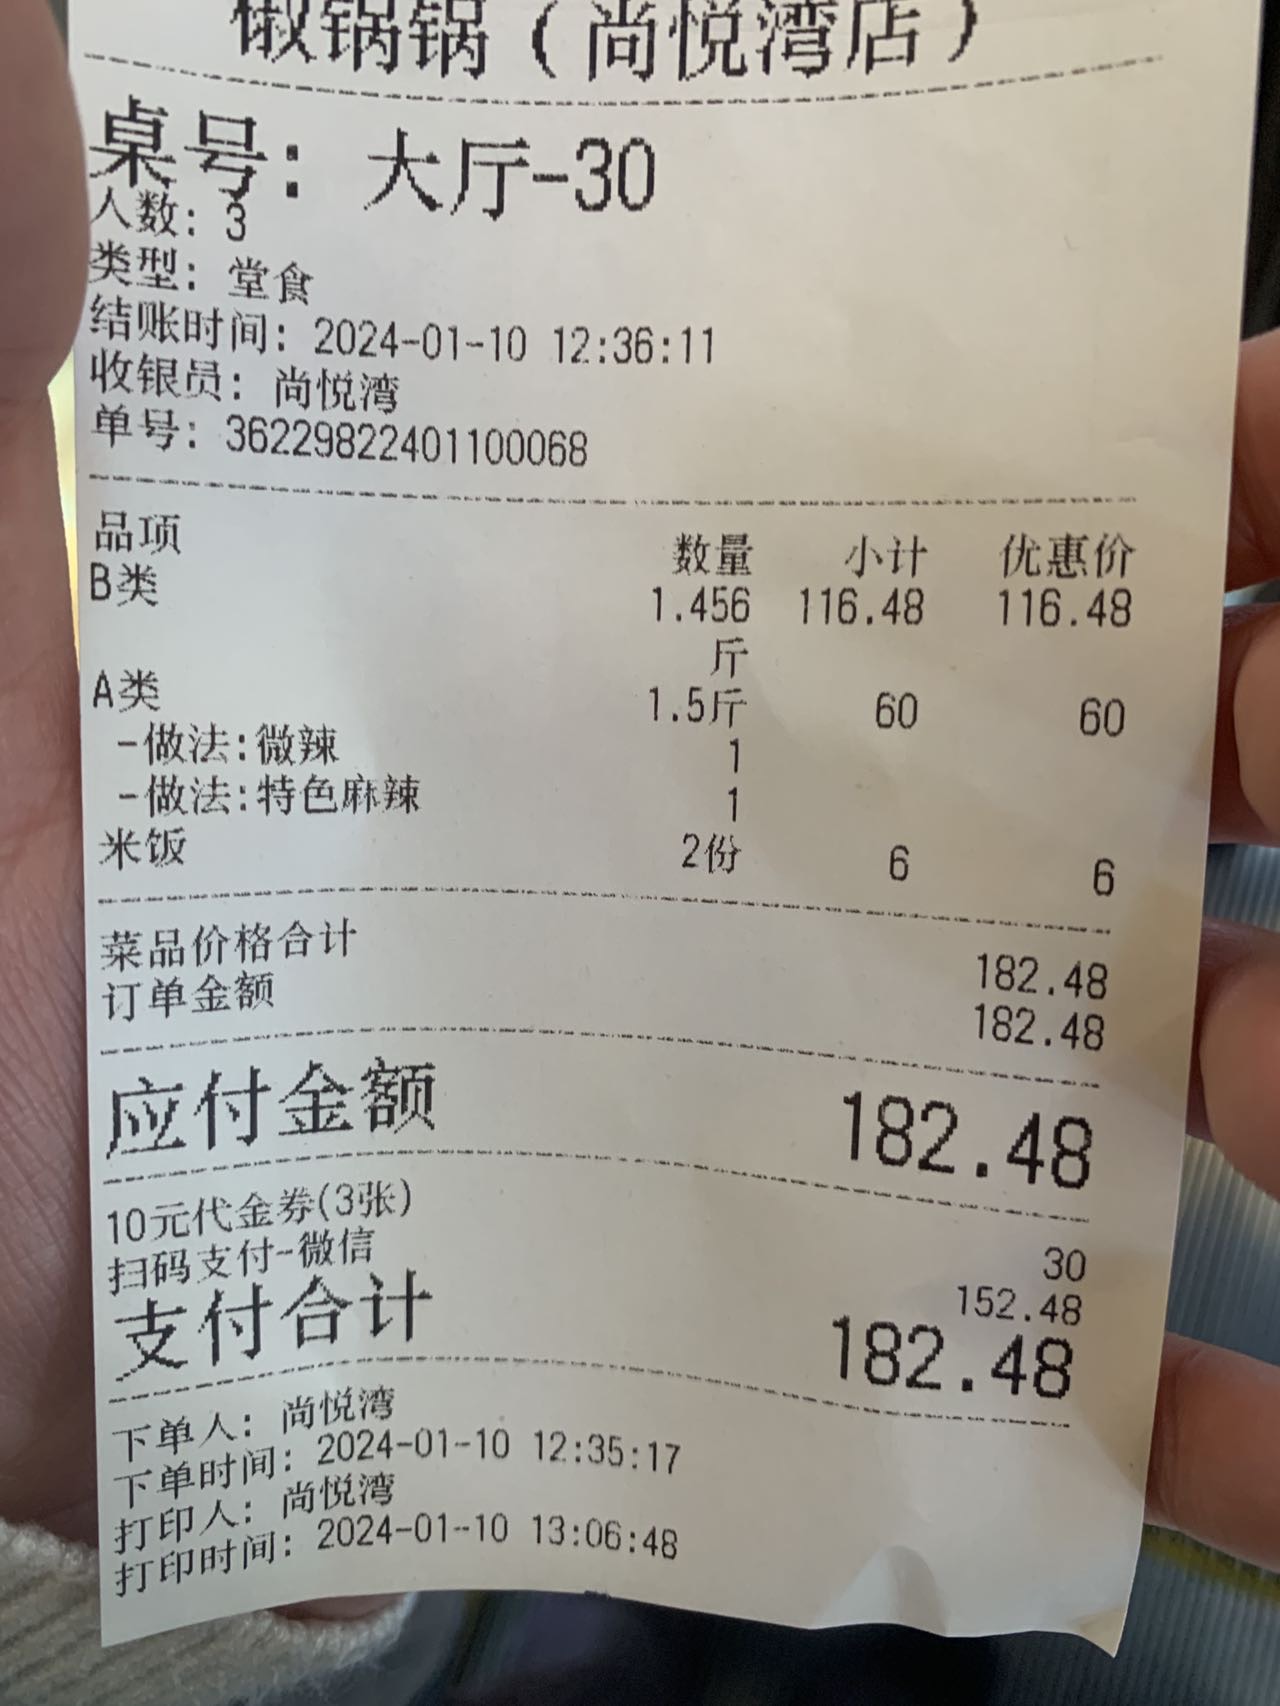 椒锅锅（尚悦湾店）
桌号：大厅-30
人数：3
类型：堂食
结账时间：2024-01-10 12:36:11
收银员：尚悦湾
单号：36229822401100068
品项 数量 小计 优惠价
B类 1.456斤 116.48 116.48
A类 1.5斤 60 60
-做法:微辣 1
-做法:特色麻辣 1
米饭 2份 6 6
菜品价格合计 182.48
订单金额 182.48
应付金额 182.48
10元代金券(3张) 30
扫码支付-微信 152.48
支付合计 182.48
下单人：尚悦湾
下单时间：2024-01-10 12:35:17
打印人：尚悦湾
打印时间：2024-01-10 13:06:48